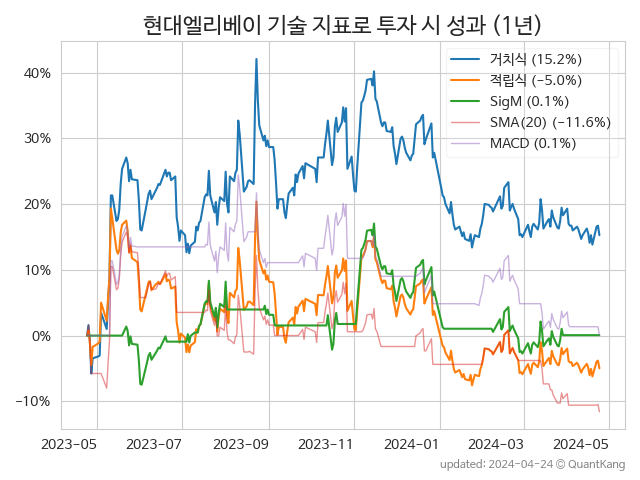 현대엘리베이 기술 지표로 투자 시 성과 (1년)
거치식 (15.2%)
적립식 (−5.0%)
SigM (0.1%)
SMA(20) (−11.6%)
MACD (0.1%)
40%
30%
20%
10%
0%
−10%
2023-05 2023-07 2023-09 2023-11 2024-01 2024-03 2024-05
updated: 2024-04-24 © QuantKang